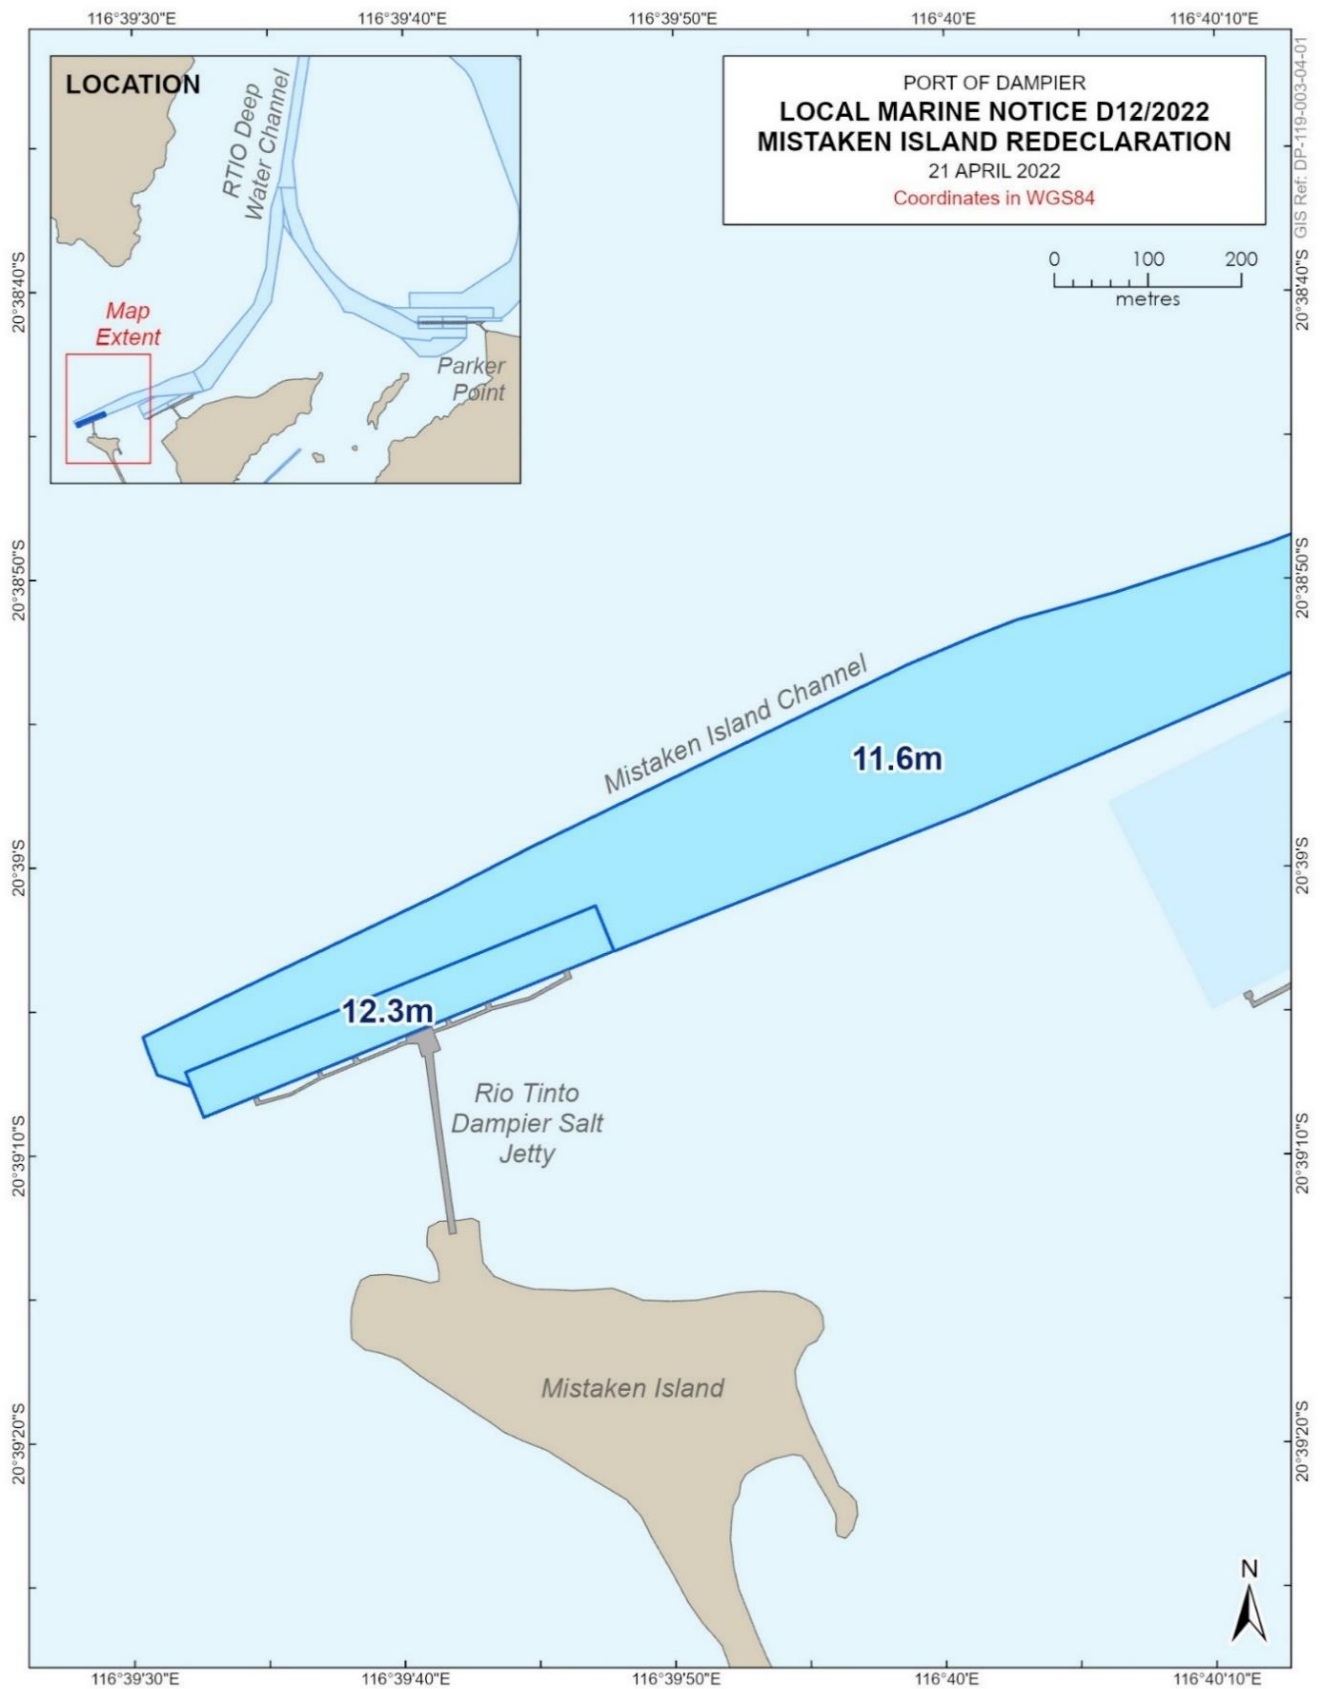 116°39'30"E
116°39'40"E
116°39'50"E
116°40'E
116°40'10"E
LOCATION
RTIO Deep
Water Channel
Map
Extent
Parker
Point
PORT OF DAMPIER
LOCAL MARINE NOTICE D12/2022
MISTAKEN ISLAND REDECLARATION
21 APRIL 2022
Coordinates in WGS84
GIS Ref: DP-119-003-04-01
0 100 200
metres
20°38'40"S
20°38'40"S
20°38'50"S
20°38'50"S
Mistaken Island Channel
11.6m
20°39'S
20°39'S
12.3m
Rio Tinto
Dampier Salt
Jetty
20°39'10"S
20°39'10"S
Mistaken Island
20°39'20"S
20°39'20"S
N
116°39'30"E
116°39'40"E
116°39'50"E
116°40'E
116°40'10"E